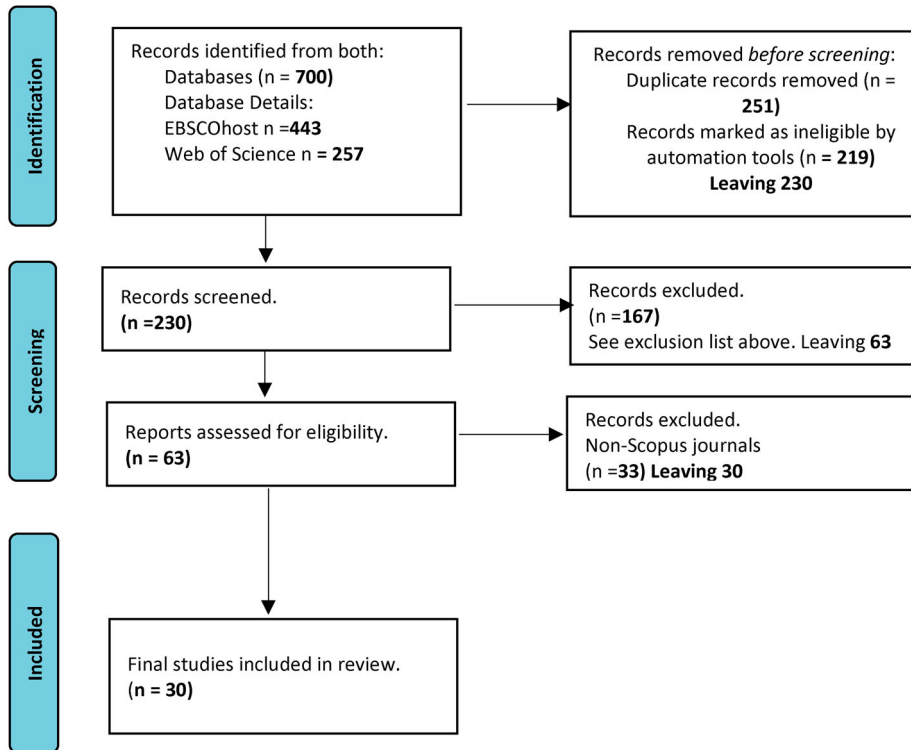 Identification
Records identified from both:
Databases (n = 700)
Database Details:
EBSCOhost n =443
Web of Science n = 257
Records removed before screening:
Duplicate records removed (n =
251)
Records marked as ineligible by
automation tools (n = 219)
Leaving 230
Screening
Records screened.
(n =230)
Records excluded.
(n =167)
See exclusion list above. Leaving 63
Reports assessed for eligibility.
(n = 63)
Records excluded.
Non-Scopus journals
(n =33) Leaving 30
Included
Final studies included in review.
(n = 30)